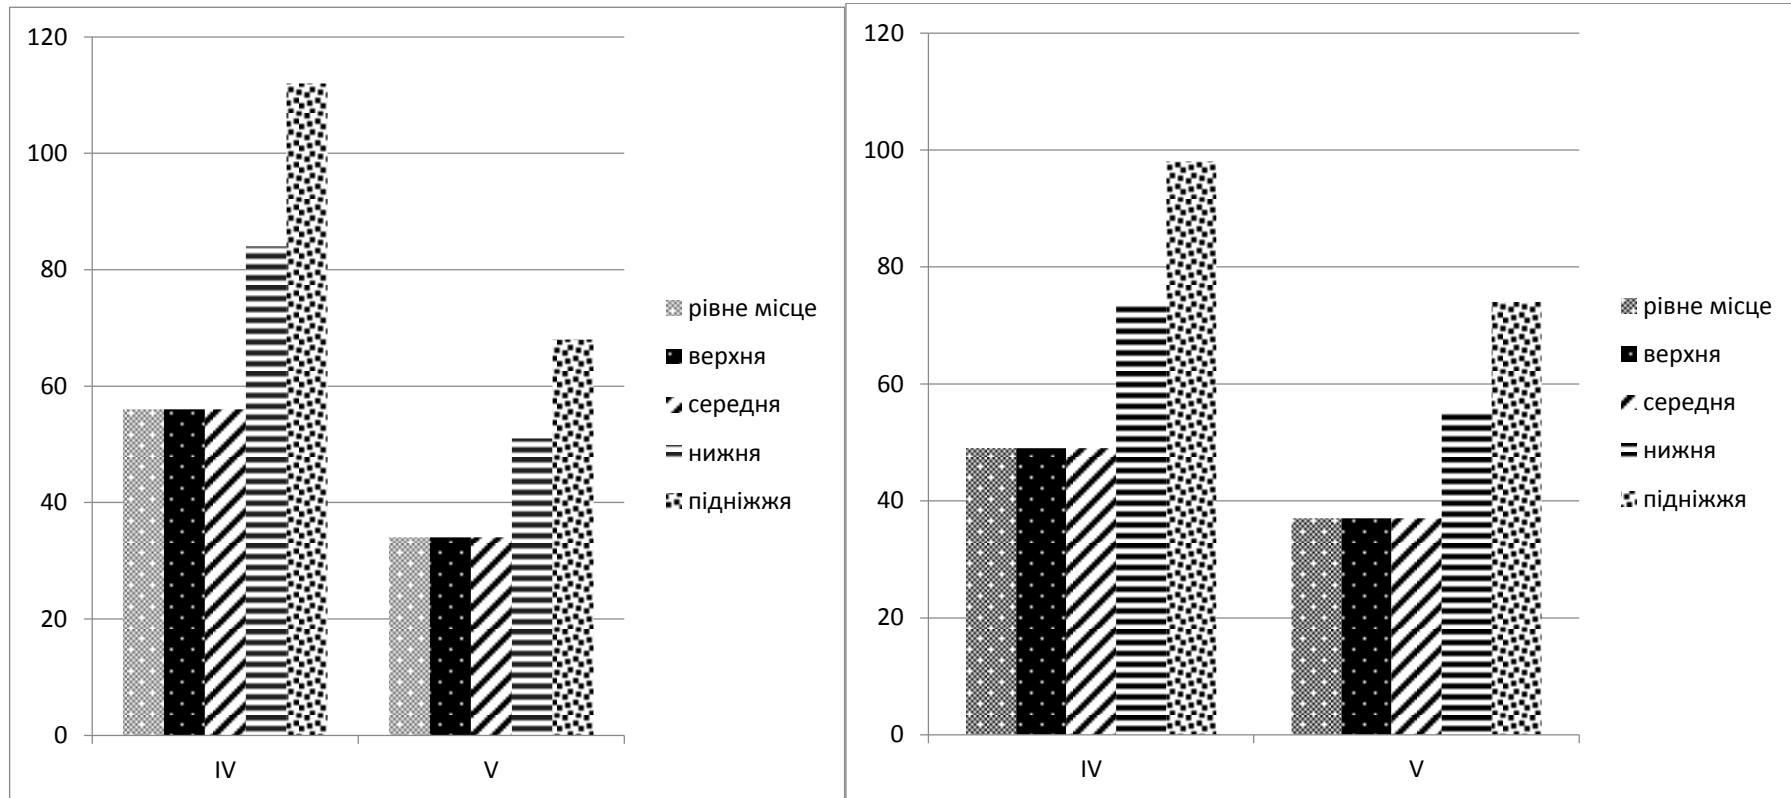 120
100
80
60
40
20
0
IV V
рівне місце
верхня
середня
нижня
підніжжя
120
100
80
60
40
20
0
IV V
рівне місце
верхня
середня
нижня
підніжжя